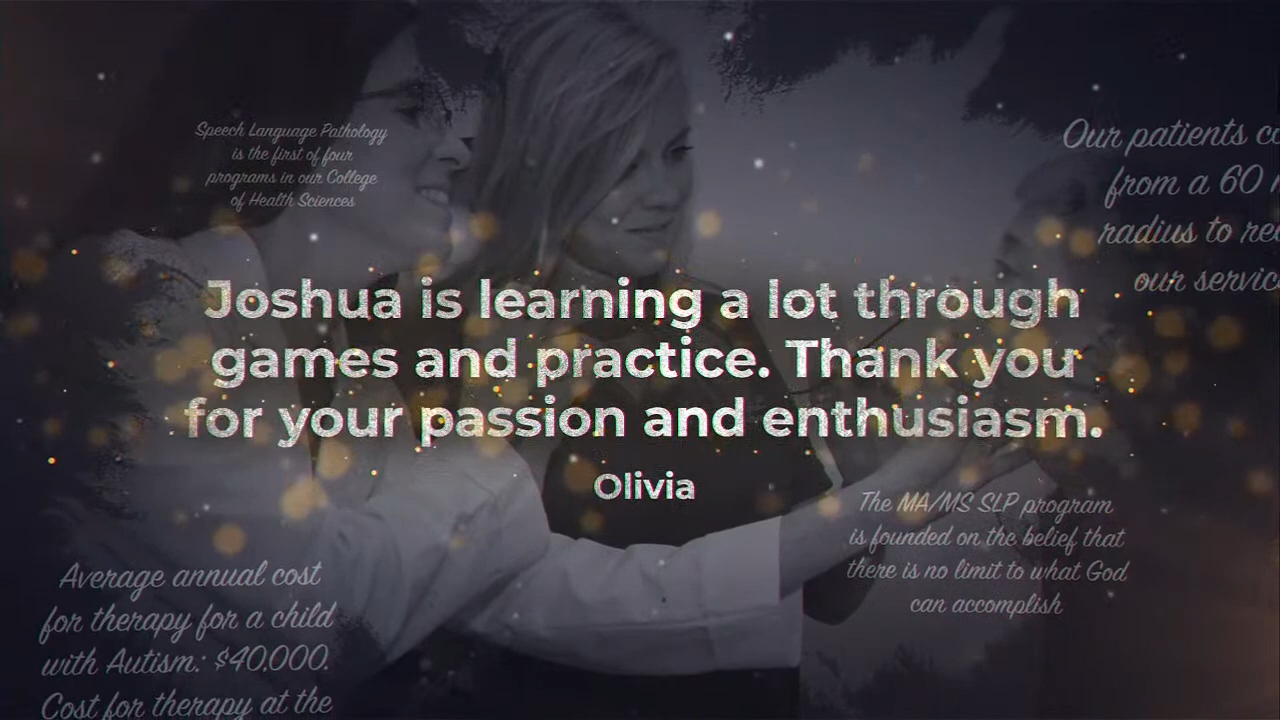 Speech Language Pathology
is the first of four
programs in our College
of Health Sciences
Our patients
from a 60
radius to
our
Joshua is learning a lot through
games and practice. Thank you
for your passion and enthusiasm.
Olivia
The MA/MS SLP program
is founded on the belief that
there is no limit to what God
can accomplish
Average annual cost
for therapy for a child
with Autism: $40,000.
Cost for therapy at the